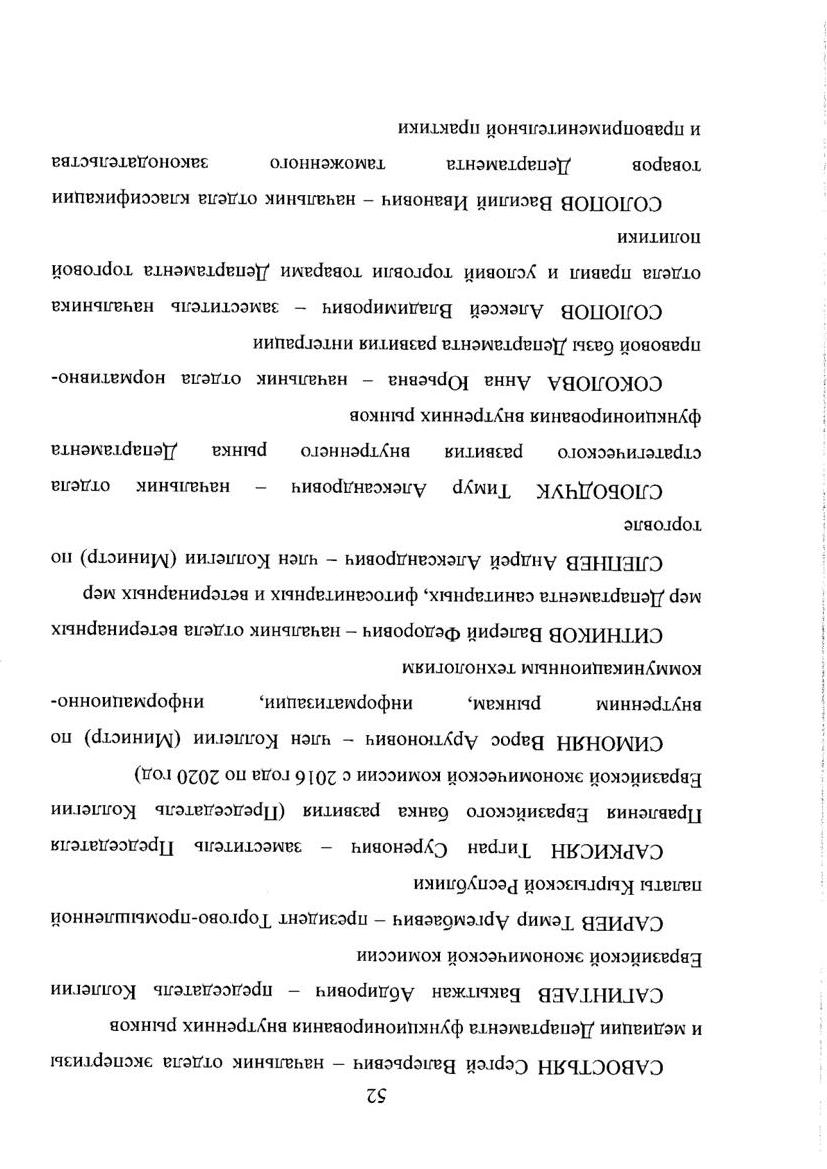 52
САВОСТЬЯН Сергей Валерьевич – начальник отдела экспертизы
и медиации Департамента функционирования внутренних рынков
САГИНТАЕВ Бакытжан Абдирович – председатель Коллегии
Евразийской экономической комиссии
САРИЕВ Темир Аргембаевич – президент Торгово-промышленной
палаты Кыргызской Республики
САРКИСЯН Тигран Суренович – заместитель Председателя
Правления Евразийского банка развития (Председатель Коллегии
Евразийской экономической комиссии с 2016 года по 2020 год)
СИМОНЯН Варос Арутюнович – член Коллегии (Министр) по
внутренним рынкам, информатизации, информационно-
коммуникационным технологиям
СИТНИКОВ Валерий Федорович – начальник отдела ветеринарных
мер Департамента санитарных, фитосанитарных и ветеринарных мер
СЛЕПНЕВ Андрей Александрович – член Коллегии (Министр) по
торговле
СЛОБОДЧУК Тимур Александрович – начальник отдела
стратегического развития внутреннего рынка Департамента
функционирования внутренних рынков
СОКОЛОВА Анна Юрьевна – начальник отдела нормативно-
правовой базы Департамента развития интеграции
СОЛОПОВ Алексей Владимирович – заместитель начальника
отдела правил и условий торговли товарами Департамента торговой
политики
СОЛОПОВ Василий Иванович – начальник отдела классификации
товаров Департамента таможенного законодательства
и правоприменительной практики